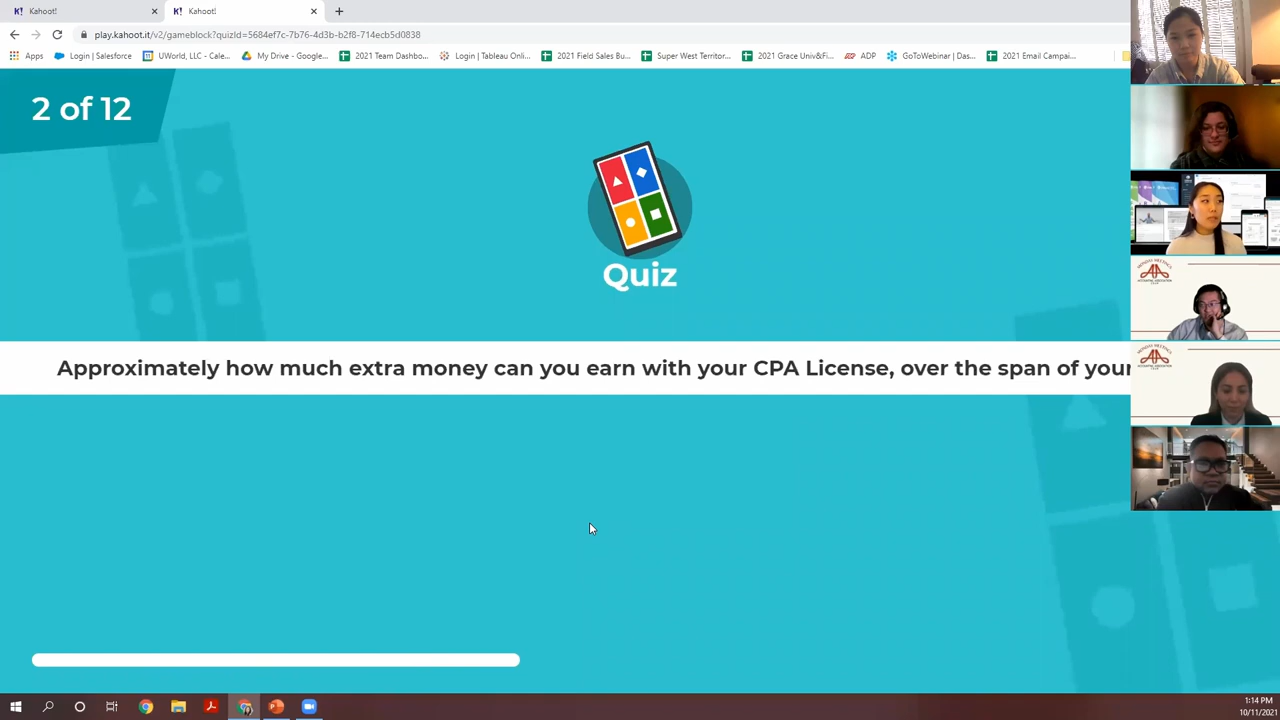 Kahoot!
Kahoot!
play.kahoot.it/v2/gameblock?quizId=5684ef7c-7b76-4d3b-b2f8-714ecb5d0838
Apps
Login | Salesforce
UWorld, LLC - Cale...
My Drive - Google...
2021 Team Dashbo...
Login | Tableau Onli...
2021 Field Sales Bu...
Super West Territor...
2021 Grace Univ&Fi...
ADP
GoToWebinar | Das...
2021 Email Campai...
2 of 12
Quiz
Approximately how much extra money can you earn with your CPA License, over the span of your
1:14 PM
10/11/2021